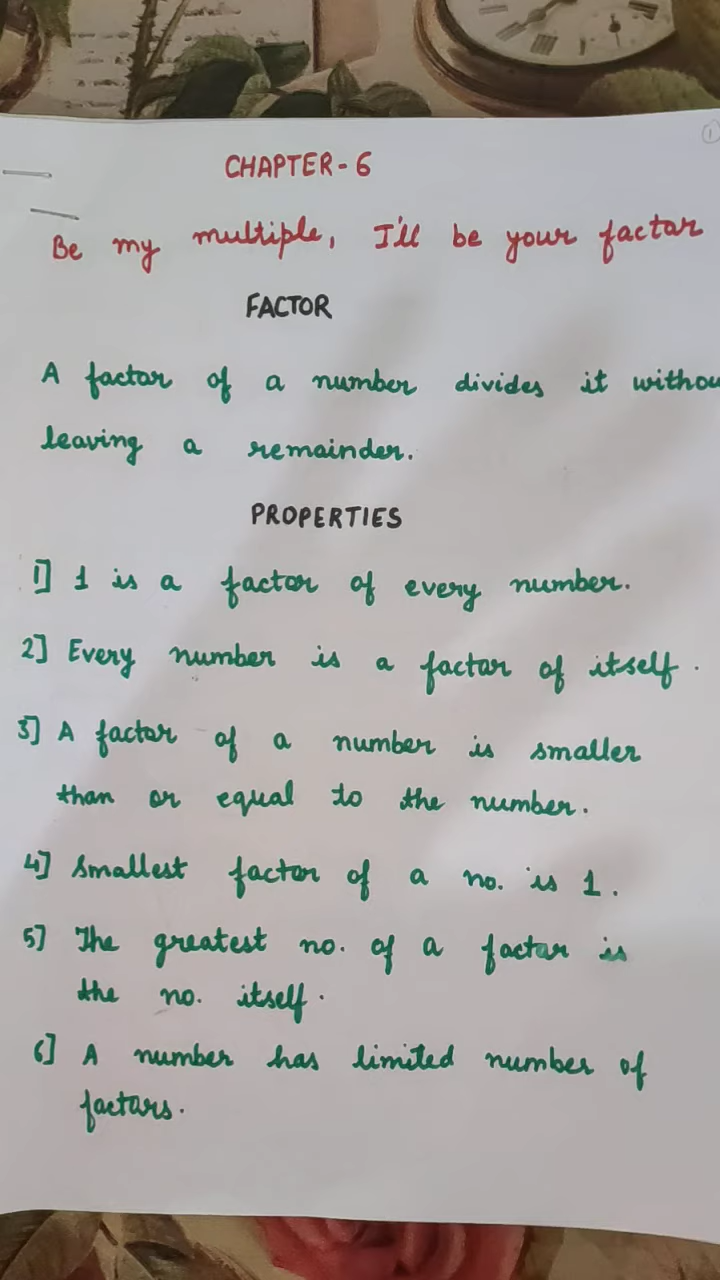 1
CHAPTER-6
Be my multiple, I'll be your factor
FACTOR
A factor of a number divides it withou
leaving a remainder.
PROPERTIES
1] 1 is a factor of every number.
2] Every number is a factor of itself.
3] A factor of a number is smaller
than or equal to the number.
4] Smallest factor of a no. is 1.
5] The greatest no. of a factor is
the no. itself.
6] A number has limited number of
factors.